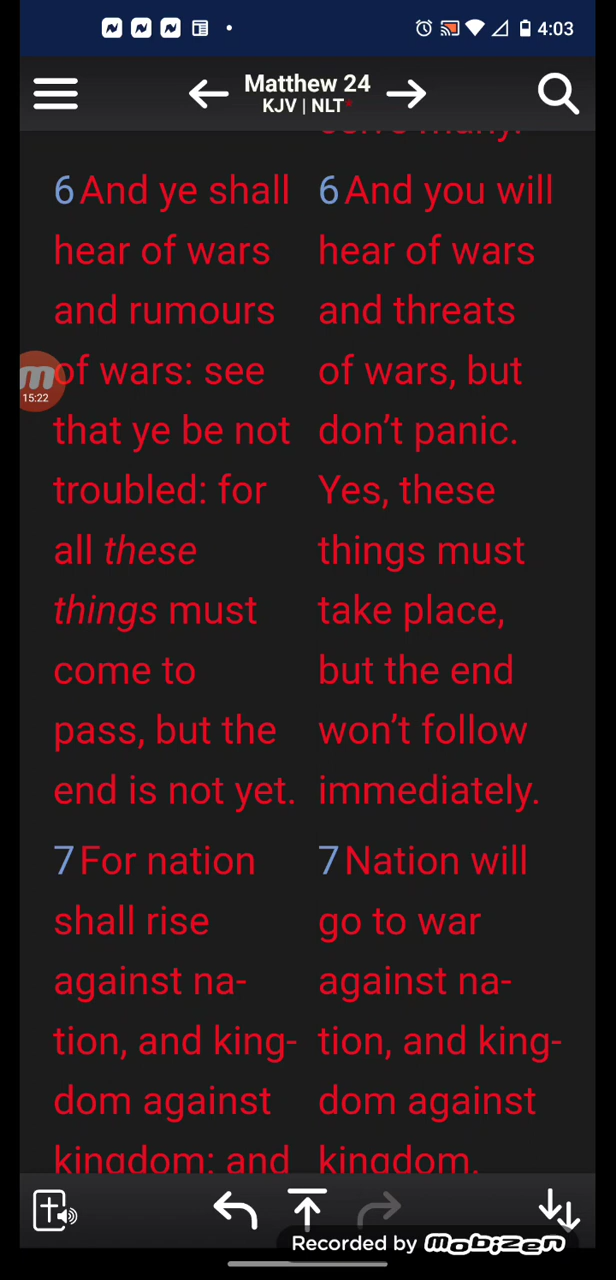 4:03
Matthew 24
KJV | NLT*
6 And ye shall
hear of wars
and rumours
of wars: see
that ye be not
troubled: for
all these
things must
come to
pass, but the
end is not yet.
7 For nation
shall rise
against na-
tion, and king-
dom against
kingdom: and
6 And you will
hear of wars
and threats
of wars, but
don’t panic.
Yes, these
things must
take place,
but the end
won’t follow
immediately.
7 Nation will
go to war
against na-
tion, and king-
dom against
kingdom.
m
15:22
Recorded by mobizen